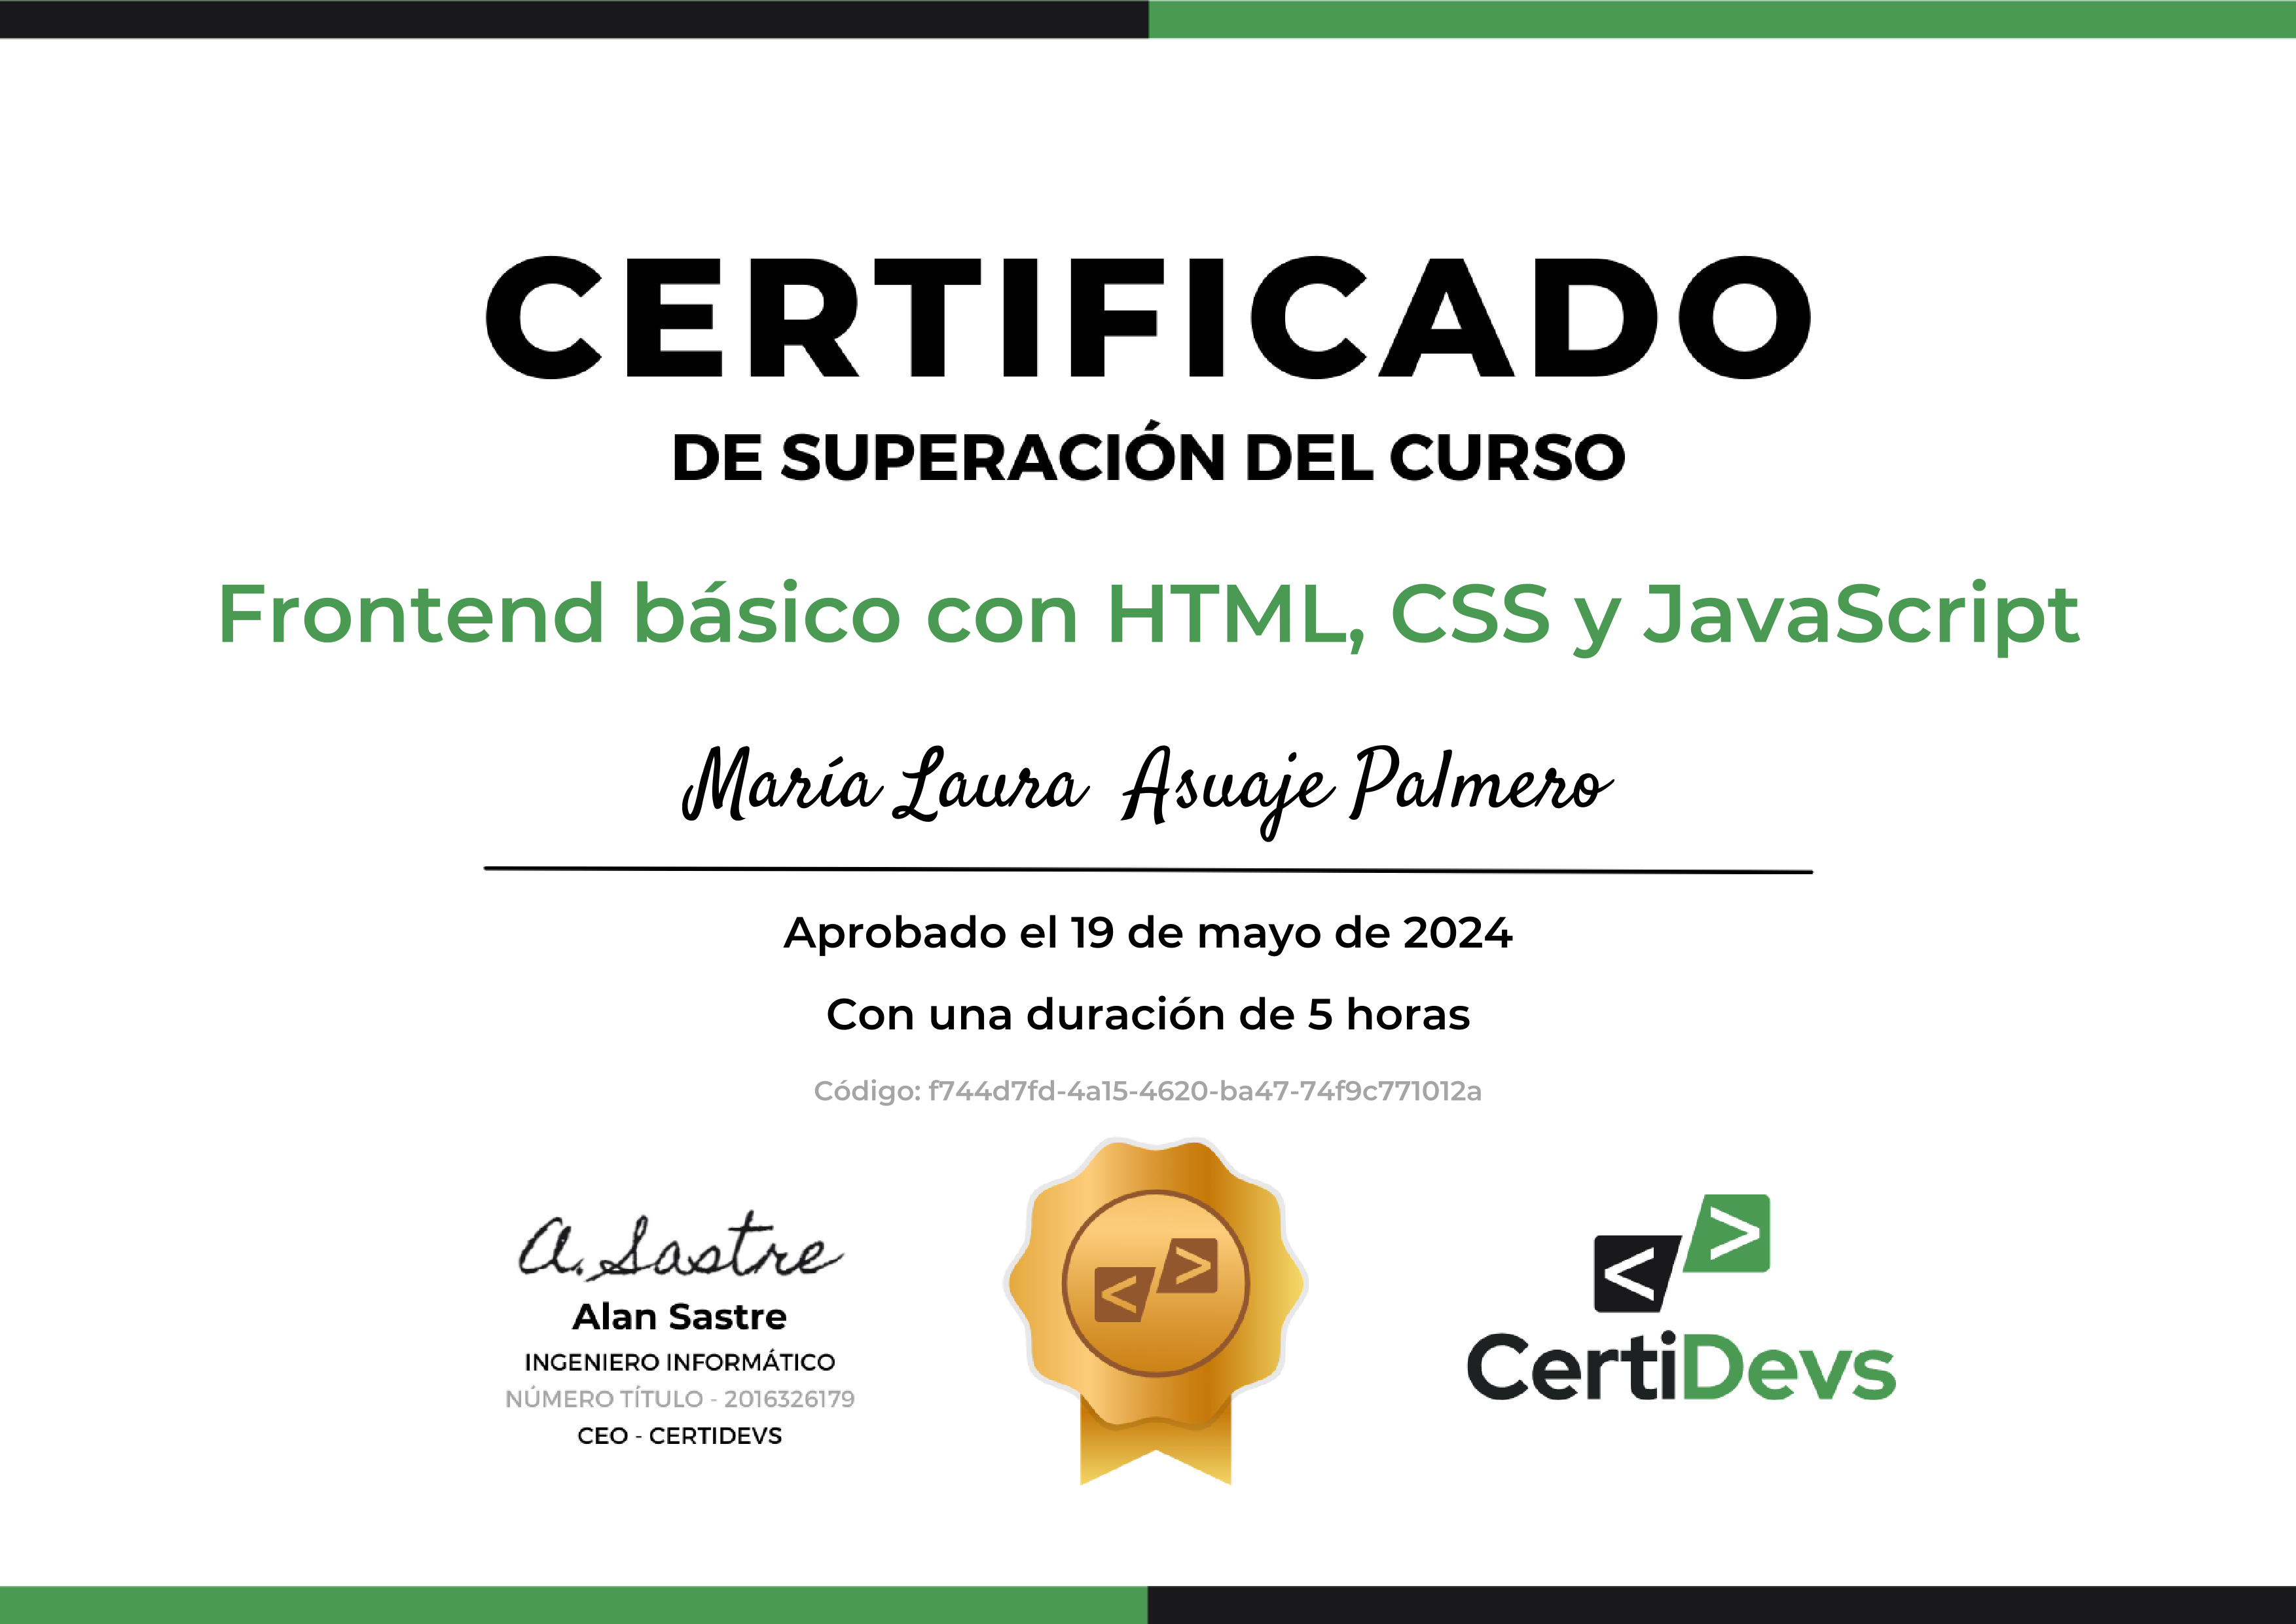 CERTIFICADO
DE SUPERACIÓN DEL CURSO
Frontend básico con HTML, CSS y JavaScript
María Laura Asuaje Palmero
Aprobado el 19 de mayo de 2024
Con una duración de 5 horas
Código: f744d7fd-4a15-4620-ba47-74f9c771012a
A. Sastre
Alan Sastre
INGENIERO INFORMÁTICO
NÚMERO TÍTULO - 2016326179
CEO - CERTIDEVS
< >
< >
CertiDevs